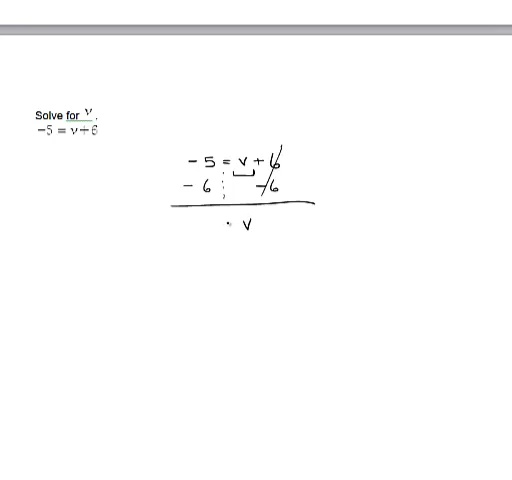 Solve for v.
-5 = v+6
- 5 = v + 6
- 6 -6
v